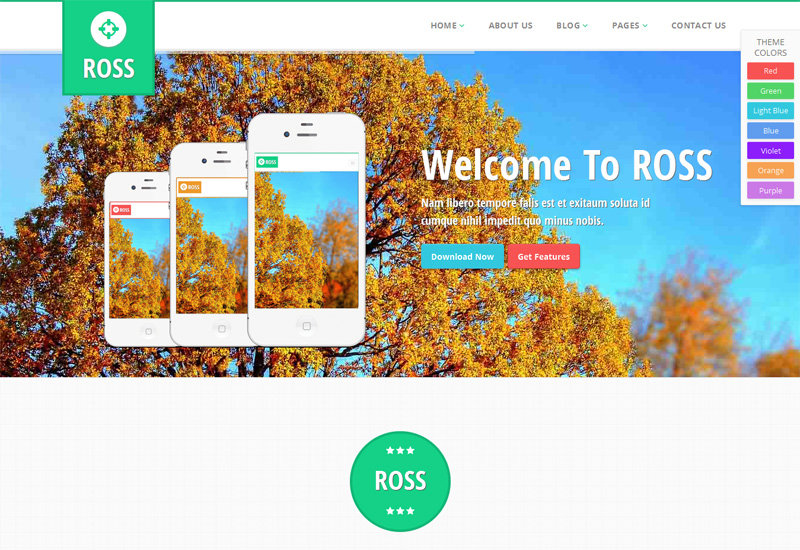 ROSS
HOME
ABOUT US
BLOG
PAGES
CONTACT US
THEME
COLORS
Red
Green
Light Blue
Blue
Violet
Orange
Purple
Welcome To ROSS
Nam libero tempore falis est et exitaum soluta id
cumque nihil impedit quo minus nobis.
Download Now
Get Features
ROSS
ROSS
ROSS
ROSS